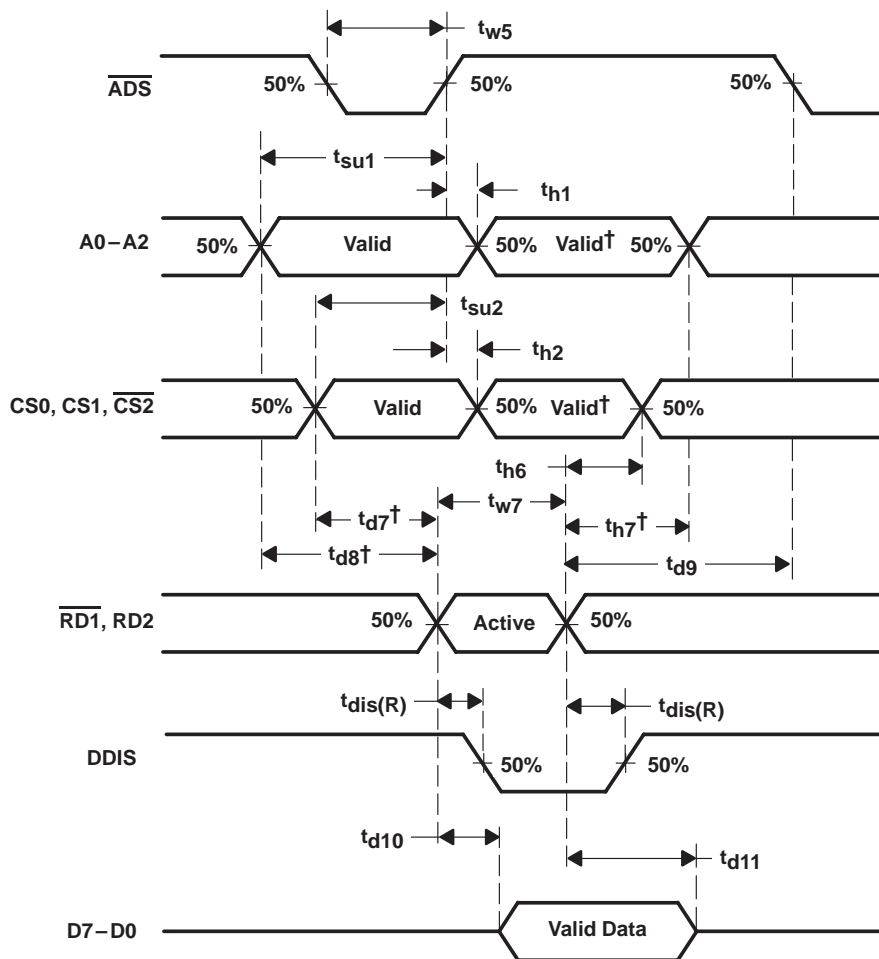 tw5
ADS 50% 50% 50%
tsu1
th1
A0–A2 50% Valid 50% Valid† 50%
tsu2
th2
CS0, CS1, CS2 50% Valid 50% Valid† 50%
th6
tw7
td7† th7†
td8† td9
RD1, RD2 50% Active 50%
tdis(R) tdis(R)
DDIS 50% 50%
td10 td11
D7–D0 Valid Data